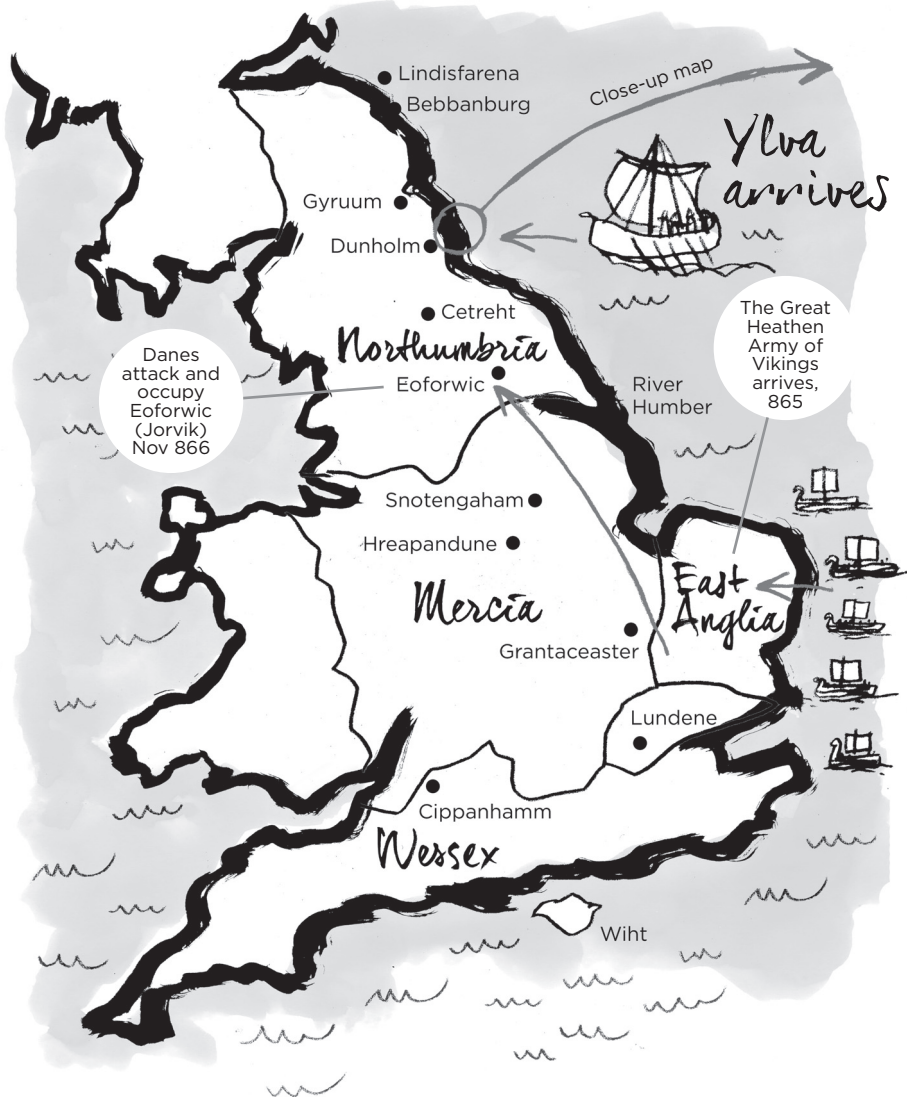 Lindisfarena
Bebbanburg
Close-up map
Ylva
arrives
Gyruum
Dunholm
Cetreht
Northumbria
Eoforwic
The Great
Heathen
Army of
Vikings
arrives,
865
Danes
attack and
occupy
Eoforwic
(Jorvik)
Nov 866
River
Humber
Snotengaham
Hreapandune
Mercia
East
Anglia
Grantaceaster
Lundene
Cippanhamm
Wessex
Wiht